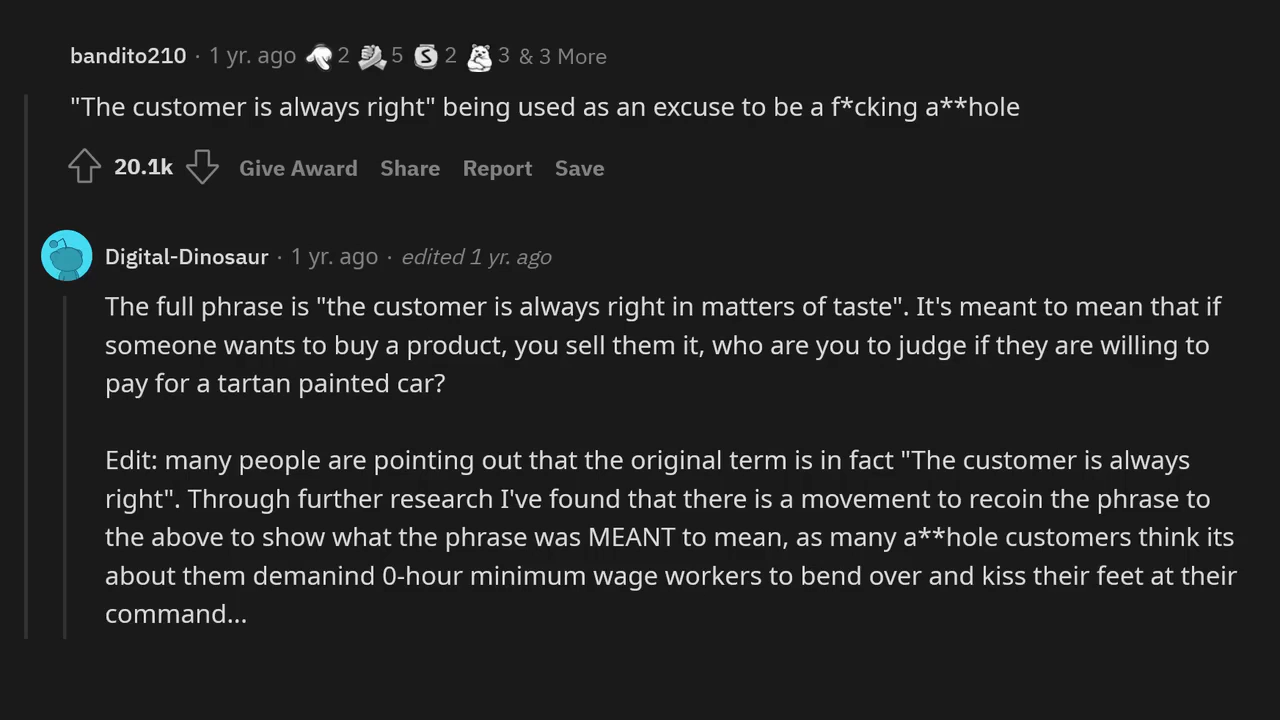 bandito210 · 1 yr. ago 2 5 S 2 3 & 3 More
"The customer is always right" being used as an excuse to be a f*cking a**hole
20.1k Give Award Share Report Save
Digital-Dinosaur · 1 yr. ago · edited 1 yr. ago
The full phrase is "the customer is always right in matters of taste". It's meant to mean that if
someone wants to buy a product, you sell them it, who are you to judge if they are willing to
pay for a tartan painted car?
Edit: many people are pointing out that the original term is in fact "The customer is always
right". Through further research I've found that there is a movement to recoin the phrase to
the above to show what the phrase was MEANT to mean, as many a**hole customers think its
about them demanind 0-hour minimum wage workers to bend over and kiss their feet at their
command...